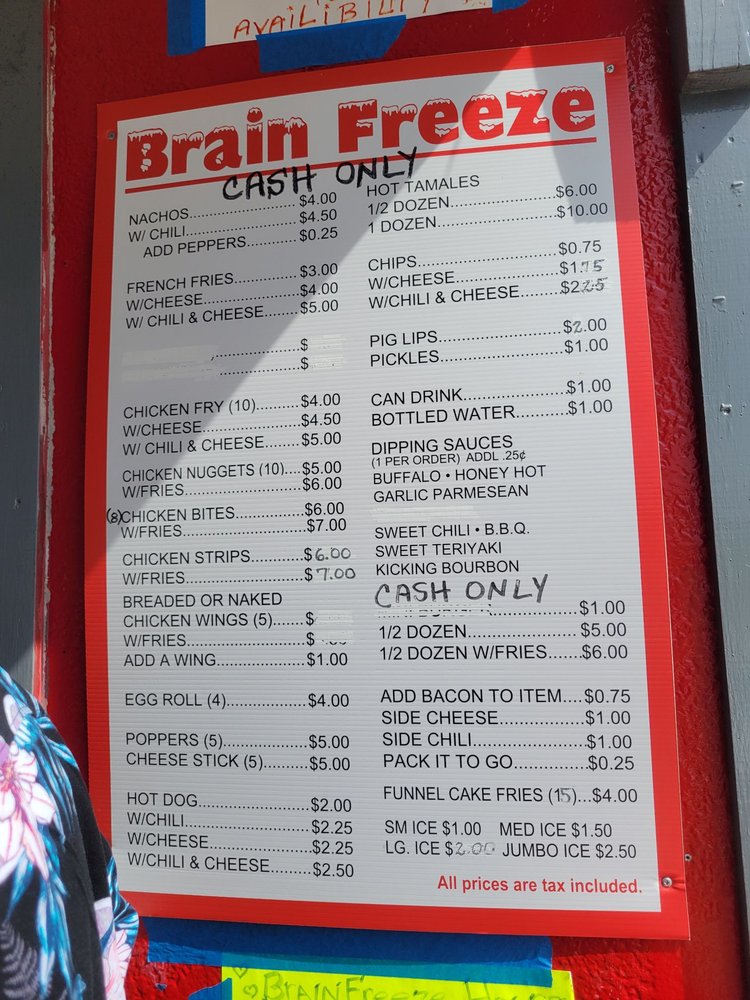 AVAILIBILITY
Brain Freeze
CASH ONLY
NACHOS.......................$4.00
W/ CHILI.......................$4.50
ADD PEPPERS...........$0.25
FRENCH FRIES............$3.00
W/CHEESE...................$4.00
W/ CHILI & CHEESE.......$5.00
..................$
..................$
CHICKEN FRY (10)..........$4.00
W/CHEESE....................$4.50
W/ CHILI & CHEESE.......$5.00
CHICKEN NUGGETS (10)....$5.00
W/FRIES.......................$6.00
(8)CHICKEN BITES..............$6.00
W/FRIES.......................$7.00
CHICKEN STRIPS...........$6.00
W/FRIES........................$7.00
BREADED OR NAKED
CHICKEN WINGS (5)......$
W/FRIES.......................$
ADD A WING..................$1.00
EGG ROLL (4)................$4.00
POPPERS (5)..................$5.00
CHEESE STICK (5).........$5.00
HOT DOG.......................$2.00
W/CHILI.........................$2.25
W/CHEESE....................$2.25
W/CHILI & CHEESE.........$2.50
HOT TAMALES
1/2 DOZEN....................$6.00
1 DOZEN.......................$10.00
CHIPS...........................$0.75
W/CHEESE....................$1.75
W/CHILI & CHEESE........$2.25
PIG LIPS.......................$2.00
PICKLES.......................$1.00
CAN DRINK....................$1.00
BOTTLED WATER...........$1.00
DIPPING SAUCES
(1 PER ORDER) ADDL .25¢
BUFFALO • HONEY HOT
GARLIC PARMESEAN
SWEET CHILI • B.B.Q.
SWEET TERIYAKI
KICKING BOURBON
CASH ONLY
.................$1.00
1/2 DOZEN......................$5.00
1/2 DOZEN W/FRIES.......$6.00
ADD BACON TO ITEM....$0.75
SIDE CHEESE.................$1.00
SIDE CHILI.....................$1.00
PACK IT TO GO...............$0.25
FUNNEL CAKE FRIES (15)...$4.00
SM ICE $1.00 MED ICE $1.50
LG. ICE $2.00 JUMBO ICE $2.50
All prices are tax included.
BRAIN Freeze